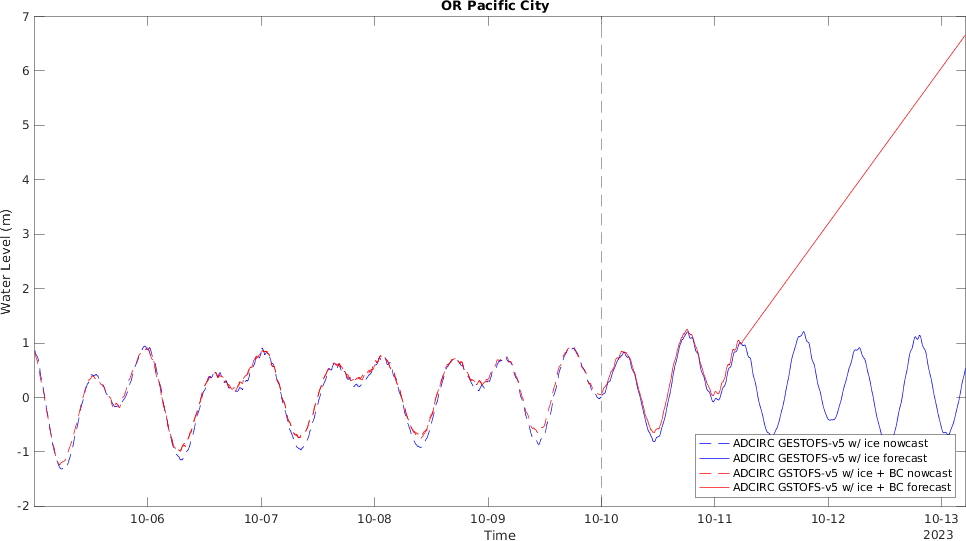 OR Pacific City
7
6
5
4
3
2
1
0
-1
-2
Water Level (m)
10-06 10-07 10-08 10-09 10-10 10-11 10-12 10-13
Time 2023
ADCIRC GESTOFS-v5 w/ ice nowcast
ADCIRC GESTOFS-v5 w/ ice forecast
ADCIRC GSTOFS-v5 w/ ice + BC nowcast
ADCIRC GSTOFS-v5 w/ ice + BC forecast